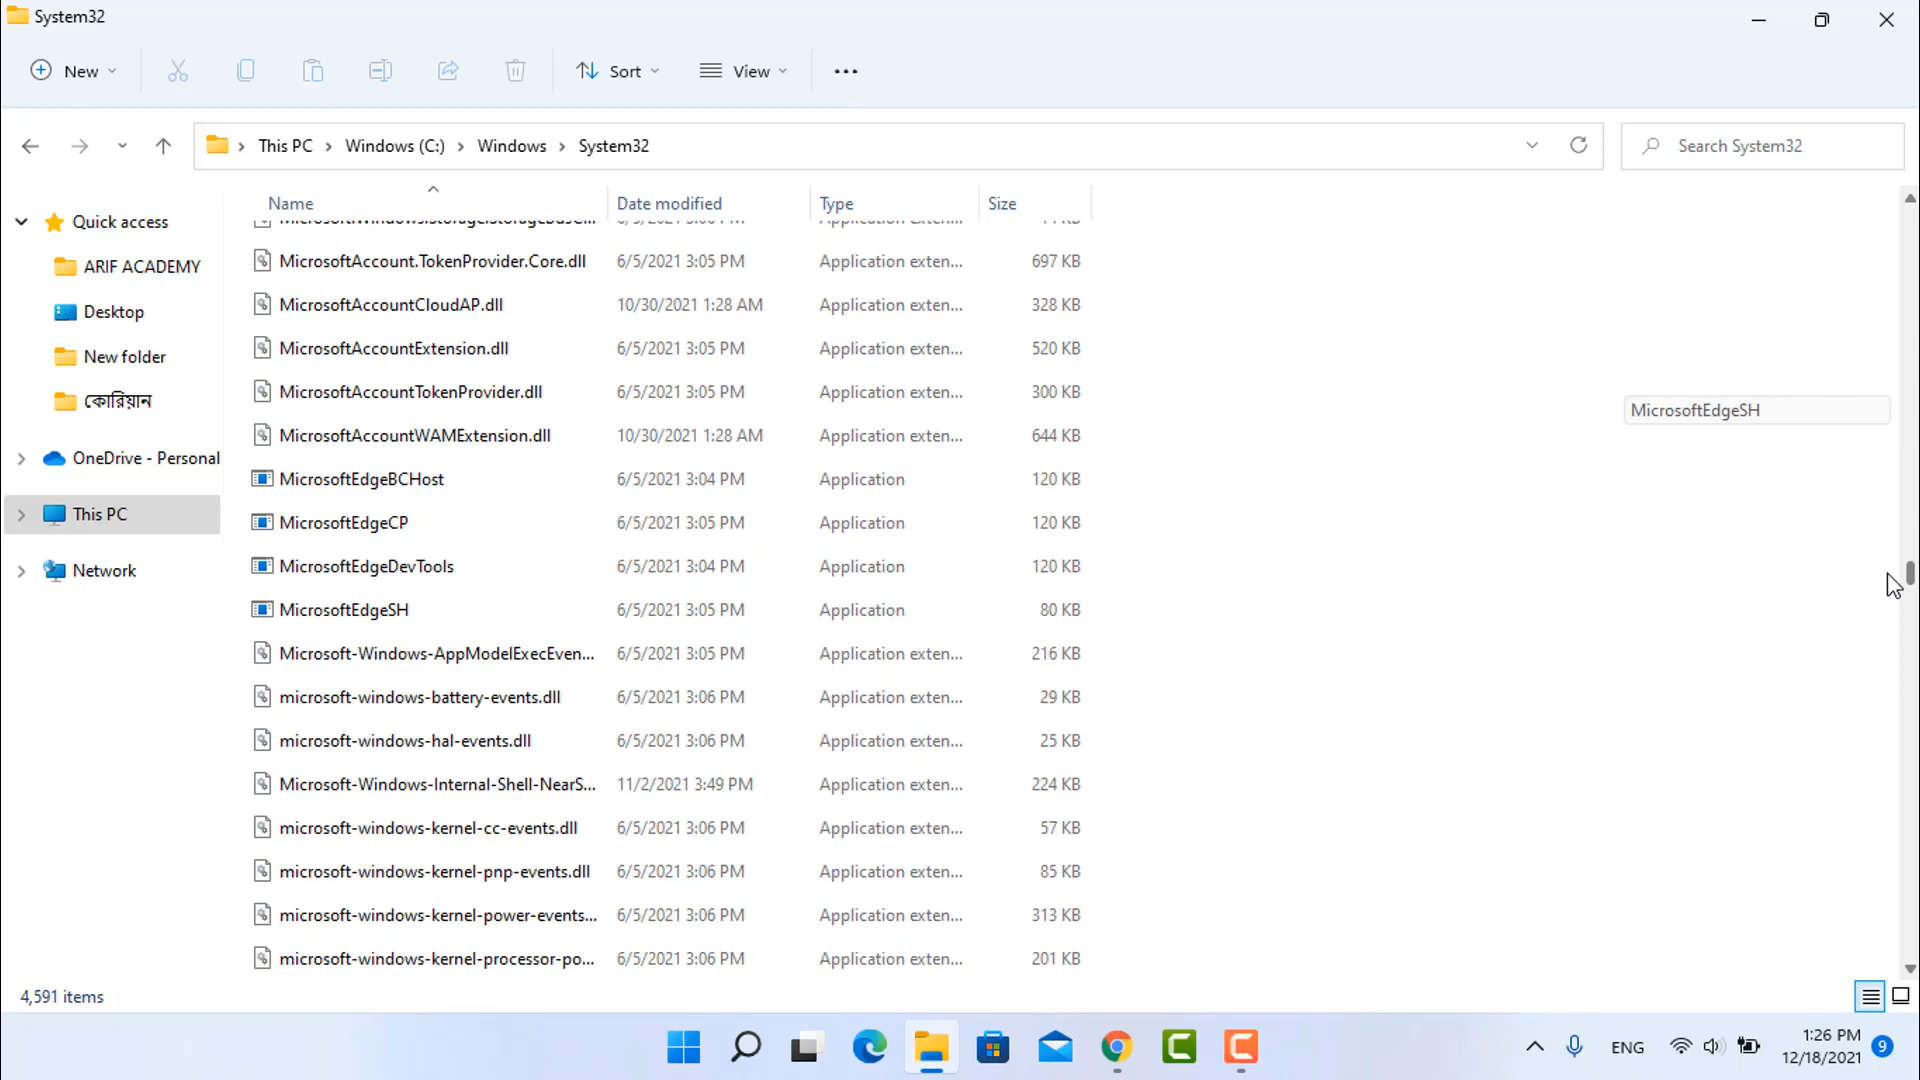 System32
New Sort View
This PC Windows (C:) Windows System32 Search System32
Name Date modified Type Size
Quick access
ARIF ACADEMY
Desktop
New folder
কোরিয়ান
OneDrive - Personal
This PC
Network
MicrosoftAccount.TokenProvider.Core.dll 6/5/2021 3:05 PM Application exten... 697 KB
MicrosoftAccountCloudAP.dll 10/30/2021 1:28 AM Application exten... 328 KB
MicrosoftAccountExtension.dll 6/5/2021 3:05 PM Application exten... 520 KB
MicrosoftAccountTokenProvider.dll 6/5/2021 3:05 PM Application exten... 300 KB
MicrosoftAccountWAMExtension.dll 10/30/2021 1:28 AM Application exten... 644 KB
MicrosoftEdgeBCHost 6/5/2021 3:04 PM Application 120 KB
MicrosoftEdgeCP 6/5/2021 3:05 PM Application 120 KB
MicrosoftEdgeDevTools 6/5/2021 3:04 PM Application 120 KB
MicrosoftEdgeSH 6/5/2021 3:05 PM Application 80 KB
Microsoft-Windows-AppModelExecEven... 6/5/2021 3:05 PM Application exten... 216 KB
microsoft-windows-battery-events.dll 6/5/2021 3:06 PM Application exten... 29 KB
microsoft-windows-hal-events.dll 6/5/2021 3:06 PM Application exten... 25 KB
Microsoft-Windows-Internal-Shell-NearS... 11/2/2021 3:49 PM Application exten... 224 KB
microsoft-windows-kernel-cc-events.dll 6/5/2021 3:06 PM Application exten... 57 KB
microsoft-windows-kernel-pnp-events.dll 6/5/2021 3:06 PM Application exten... 85 KB
microsoft-windows-kernel-power-events... 6/5/2021 3:06 PM Application exten... 313 KB
microsoft-windows-kernel-processor-po... 6/5/2021 3:06 PM Application exten... 201 KB
MicrosoftEdgeSH
4,591 items
ENG
1:26 PM
12/18/2021
9